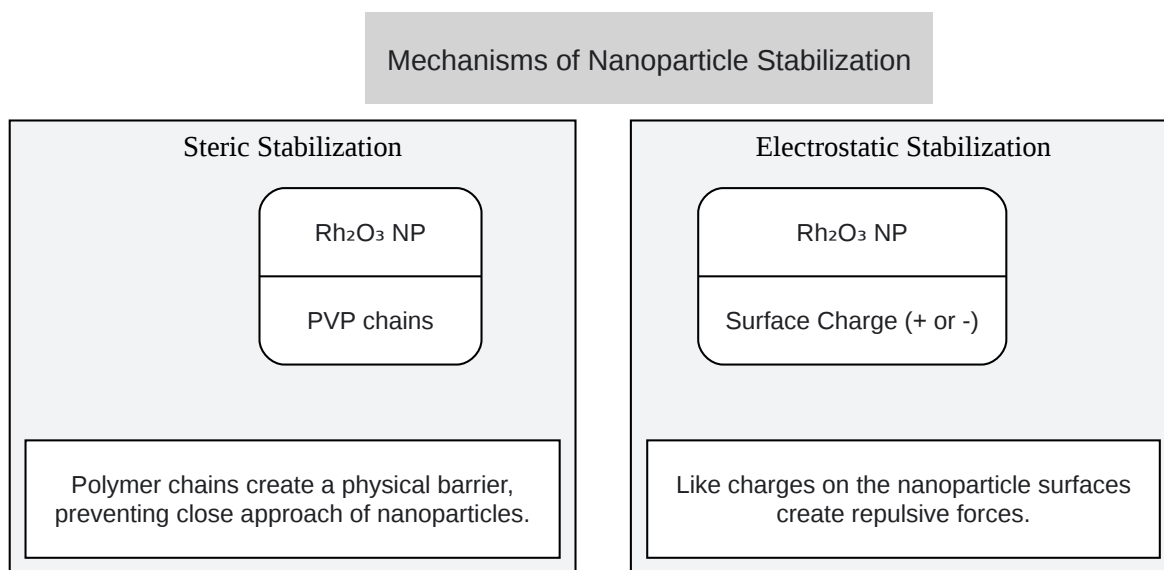 Mechanisms of Nanoparticle Stabilization
Steric Stabilization
Rh₂O₃ NP
PVP chains
Polymer chains create a physical barrier,
preventing close approach of nanoparticles.
Electrostatic Stabilization
Rh₂O₃ NP
Surface Charge (+ or -)
Like charges on the nanoparticle surfaces
create repulsive forces.